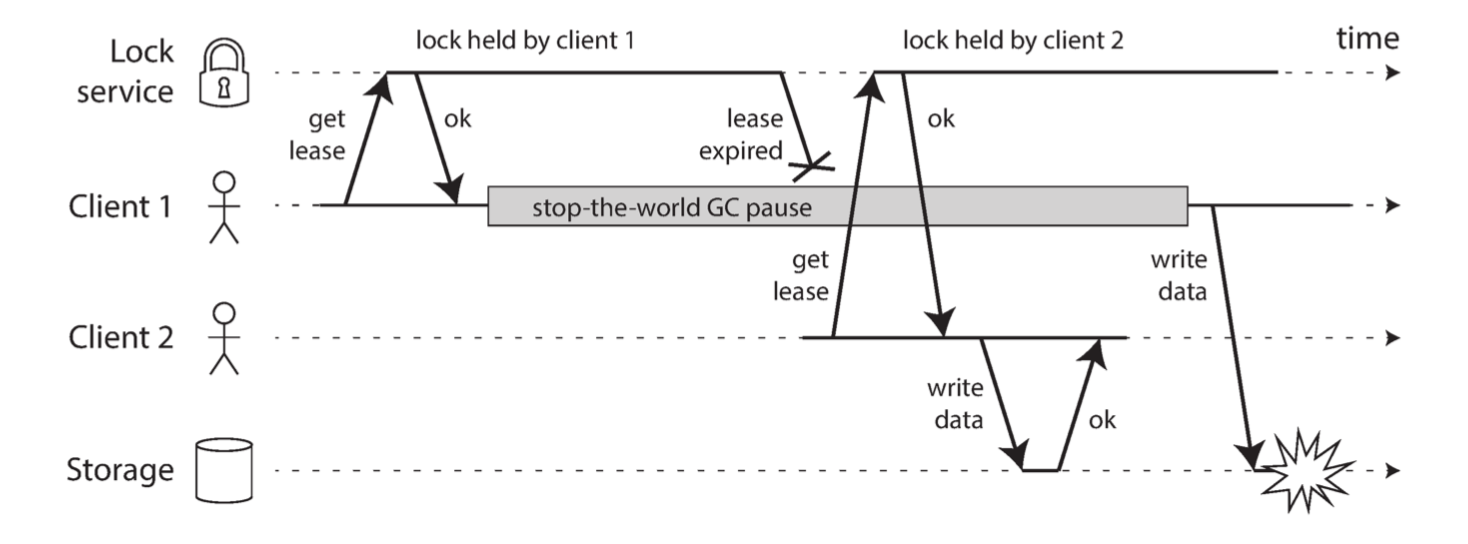 lock held by client 1
lock held by client 2
time
Lock
service
get
lease
ok
lease
expired
ok
Client 1
stop-the-world GC pause
get
lease
write
data
Client 2
write
data
ok
Storage